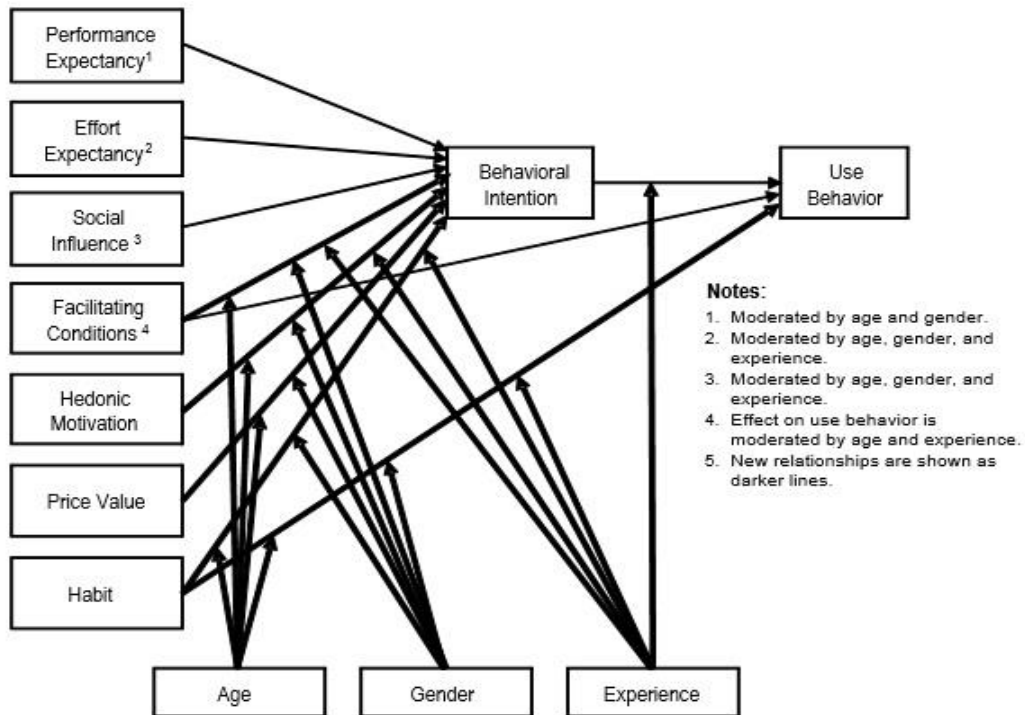 Performance
Expectancy1
Effort
Expectancy2
Social
Influence 3
Facilitating
Conditions 4
Hedonic
Motivation
Price Value
Habit
Behavioral
Intention
Use
Behavior
Notes:
1. Moderated by age and gender.
2. Moderated by age, gender, and
experience.
3. Moderated by age, gender, and
experience.
4. Effect on use behavior is
moderated by age and experience.
5. New relationships are shown as
darker lines.
Age
Gender
Experience